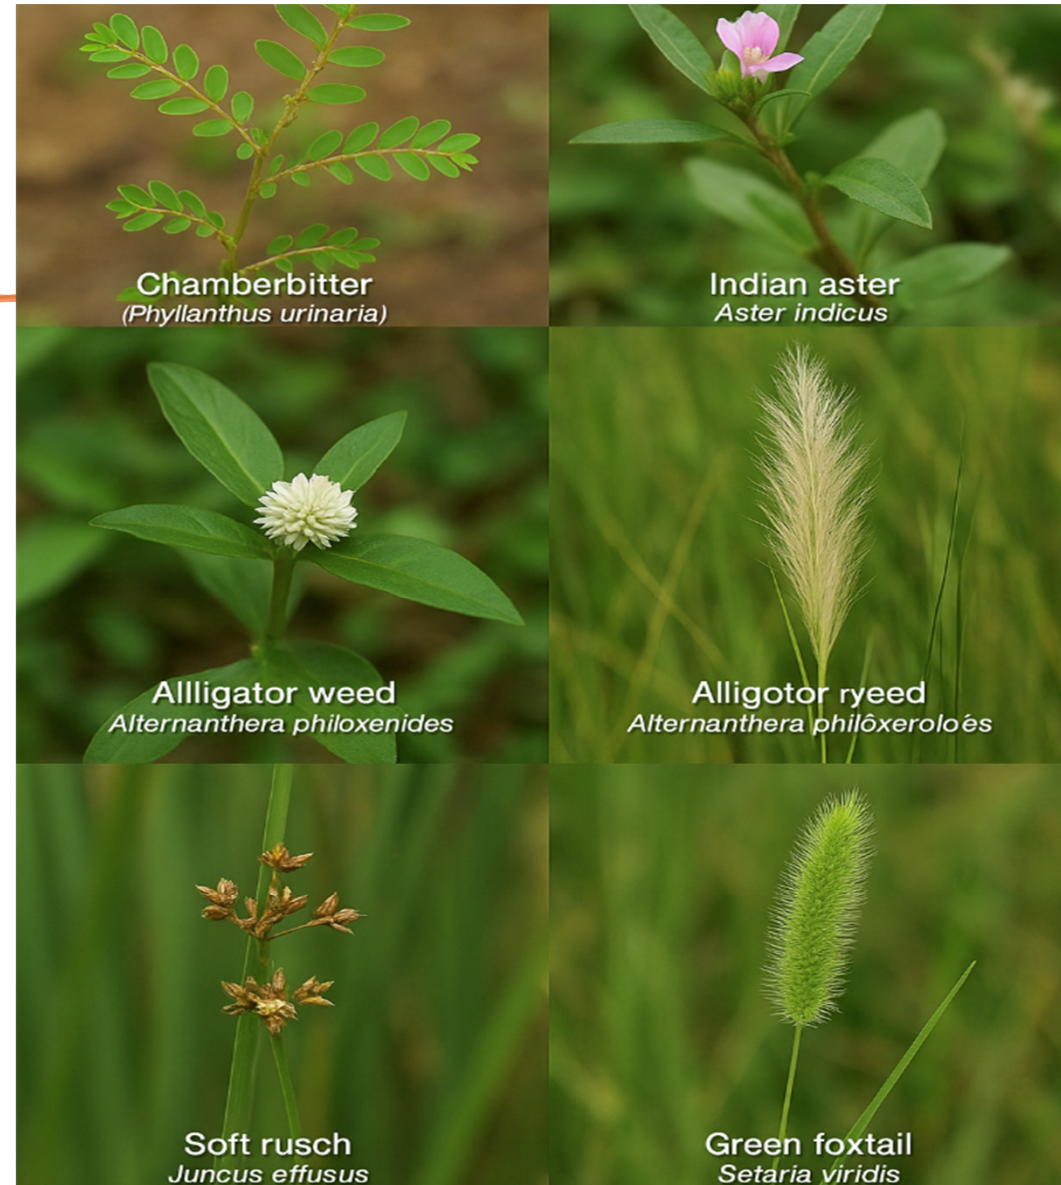 Chamberbitter
(Phyllanthus urinaria)
Indian aster
Aster indicus
Allligator weed
Alternanthera philoxenides
Alligotor ryeed
Alternanthera philôxeroloés
Soft rusch
Juncus effusus
Green foxtail
Setaria viridis